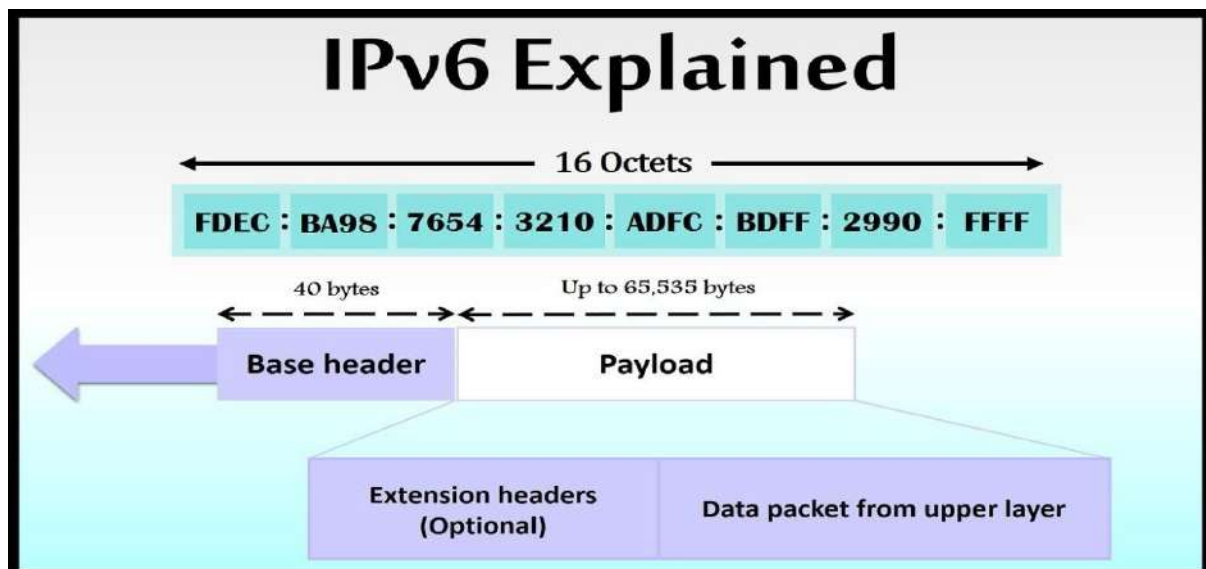 IPv6 Explained
16 Octets
FDEC : BA98 : 7654 : 3210 : ADFC : BDFF : 2990 : FFFF
40 bytes Up to 65,535 bytes
Base header Payload
Extension headers
(Optional)
Data packet from upper layer